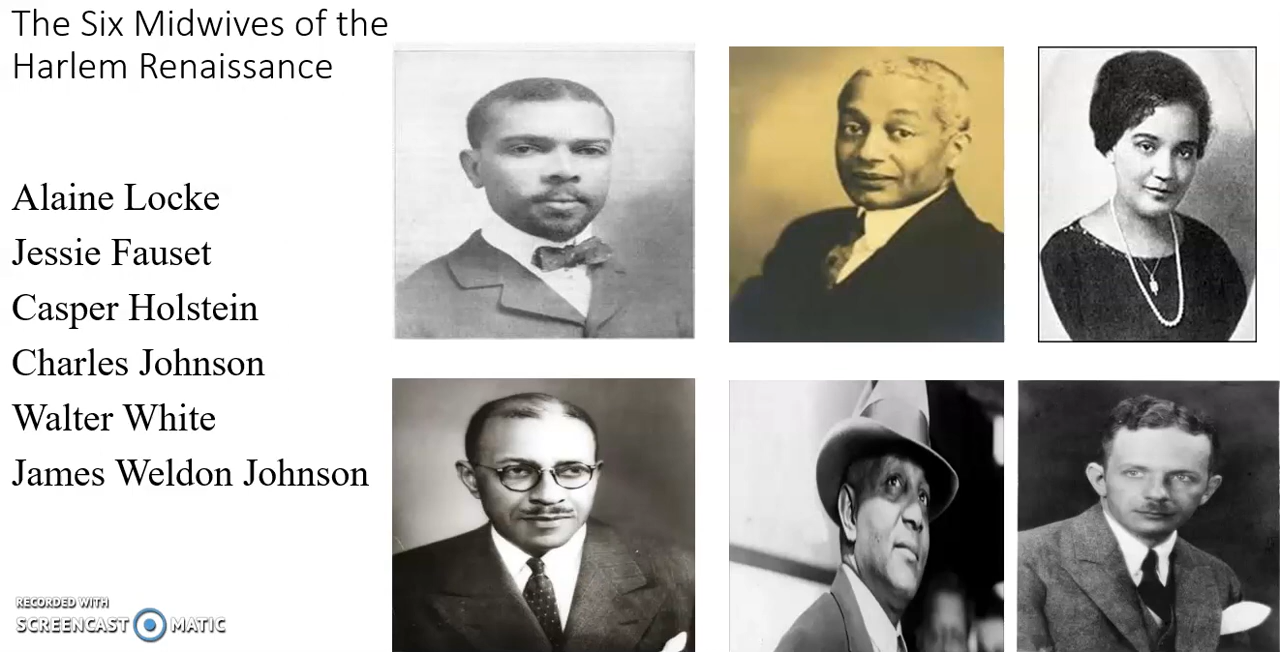 The Six Midwives of the
Harlem Renaissance
Alaine Locke
Jessie Fauset
Casper Holstein
Charles Johnson
Walter White
James Weldon Johnson
RECORDED WITH
SCREENCAST MATIC